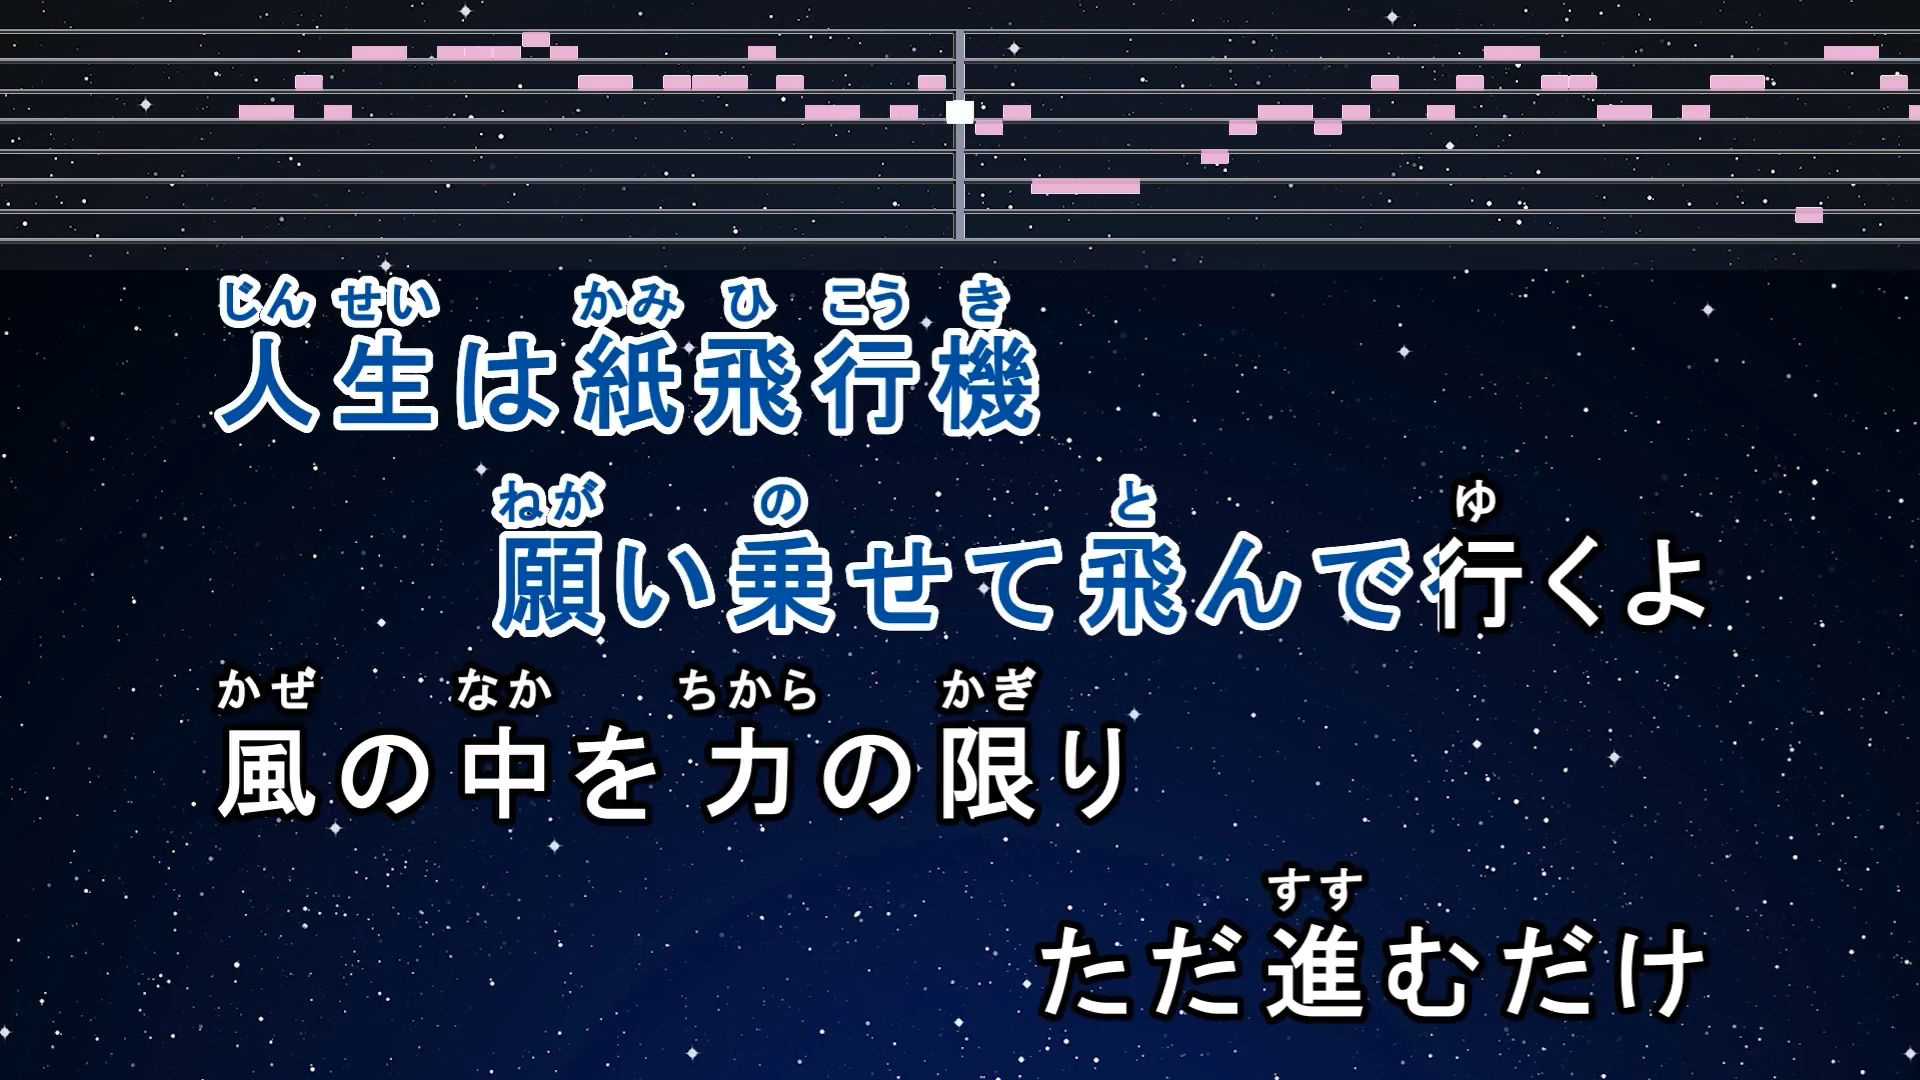 じんせい かみ ひ こう き
人生は紙飛行機
ねが の と ゆ
願い乗せて飛んで行くよ
かぜ なか ちから かぎ
風の中を 力の限り
すす
ただ進むだけ